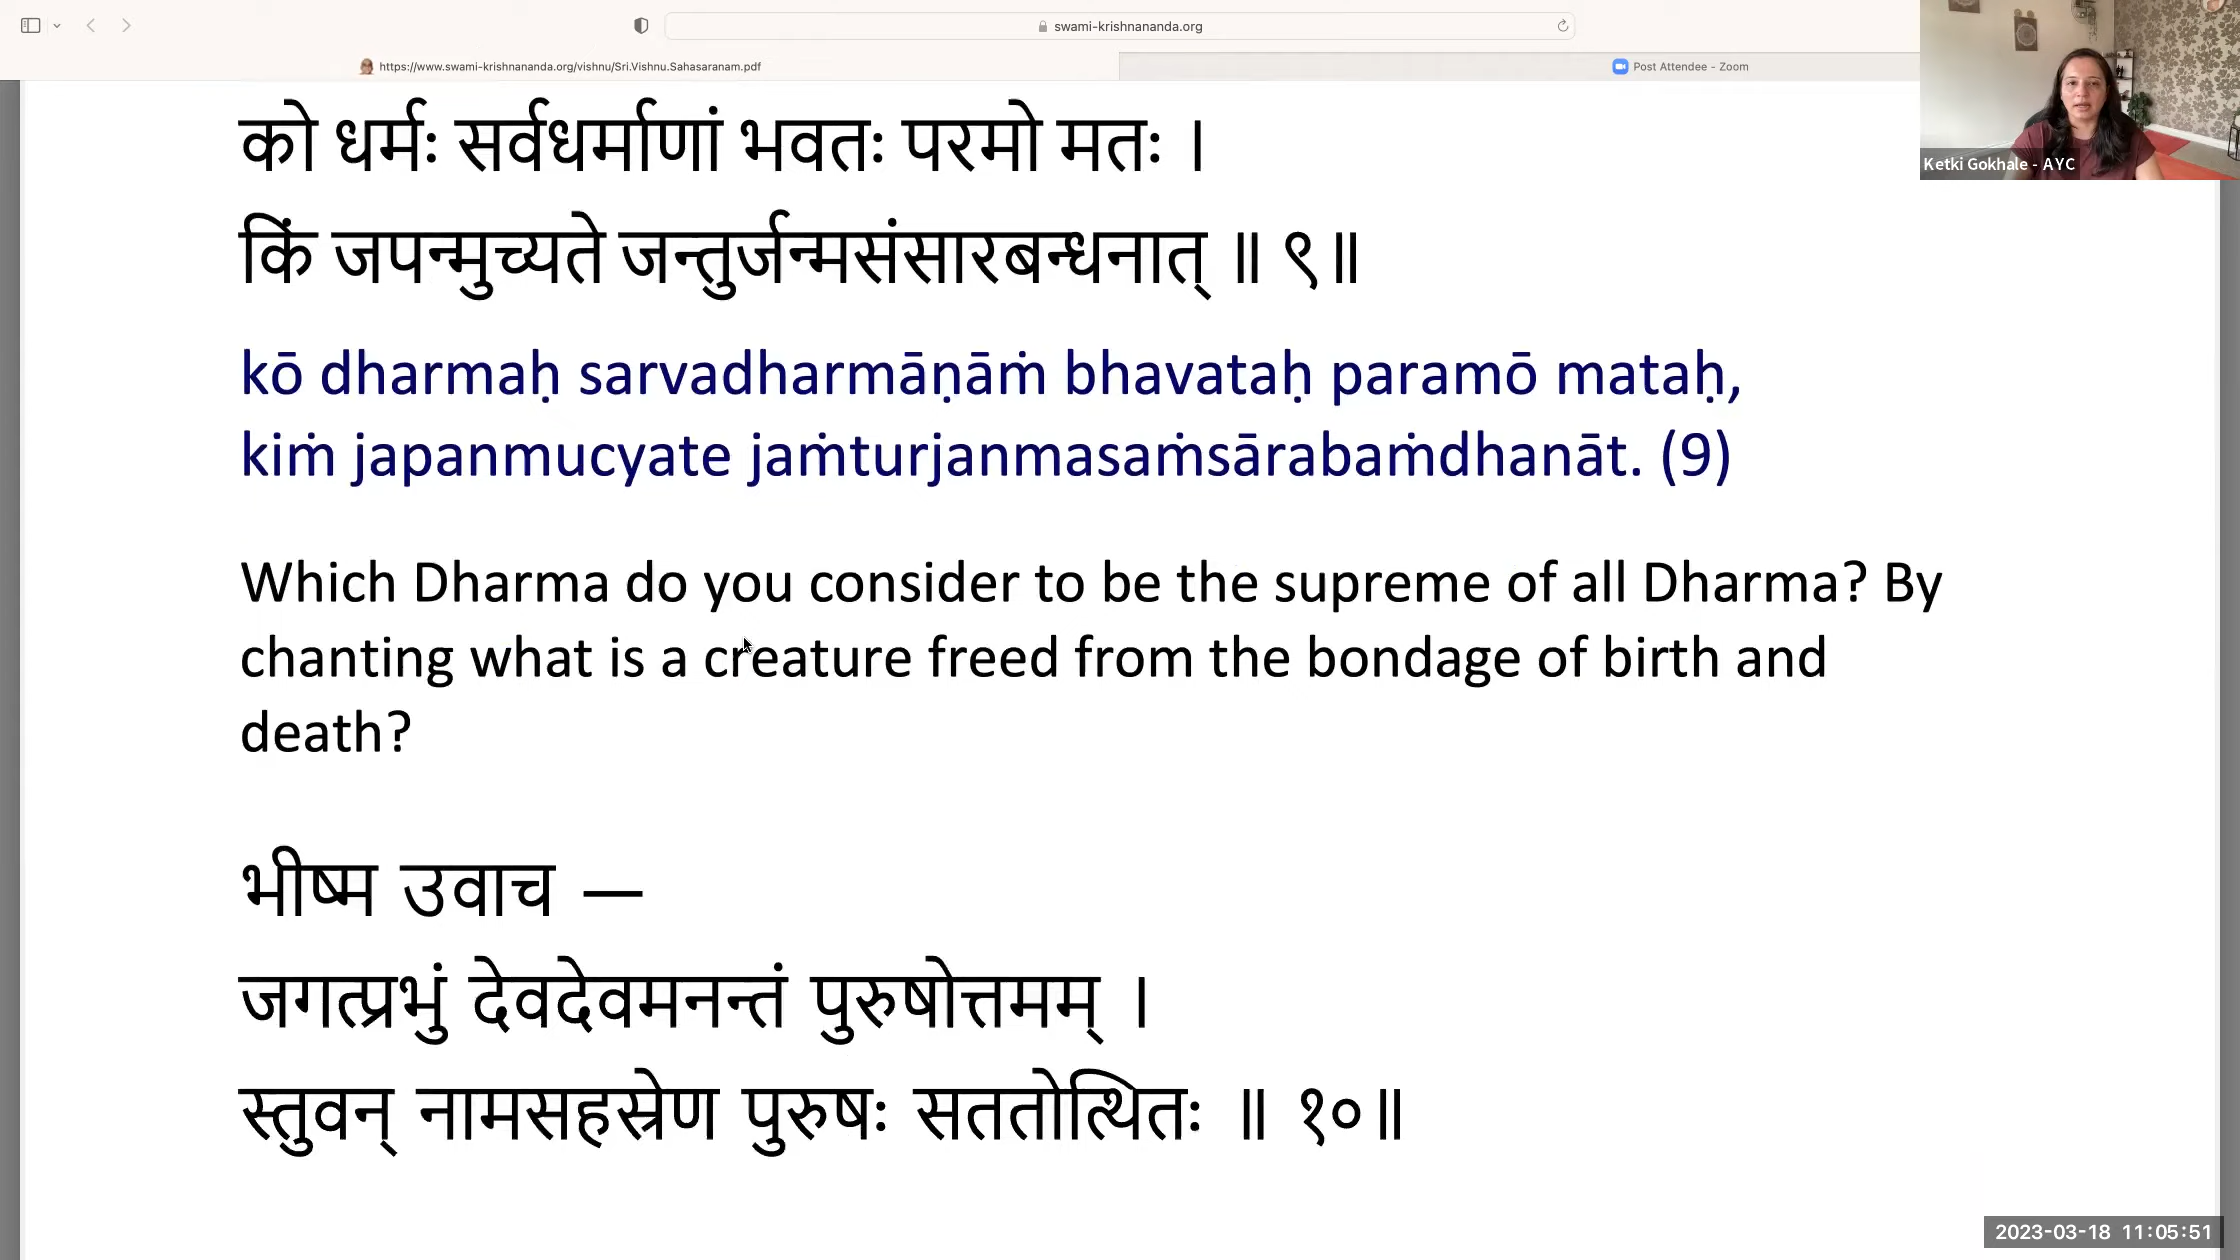 swami-krishnananda.org
https://www.swami-krishnananda.org/vishnu/Sri.Vishnu.Sahasaranam.pdf
Post Attendee - Zoom
Ketki Gokhale - AYC
को धर्मः सर्वधर्माणां भवतः परमो मतः ।
किं जपन्मुच्यते जन्तुर्जन्मसंसारबन्धनात् ॥ ९॥
kō dharmaḥ sarvadharmāṇāṁ bhavataḥ paramō mataḥ,
kiṁ japanmucyate jaṁturjanmasaṁsārabaṁdhanāt. (9)
Which Dharma do you consider to be the supreme of all Dharma? By
chanting what is a creature freed from the bondage of birth and
death?
भीष्म उवाच —
जगत्प्रभुं देवदेवमनन्तं पुरुषोत्तमम् ।
स्तुवन् नामसहस्रेण पुरुषः सततोत्थितः ॥ १०॥
2023-03-18 11:05:51